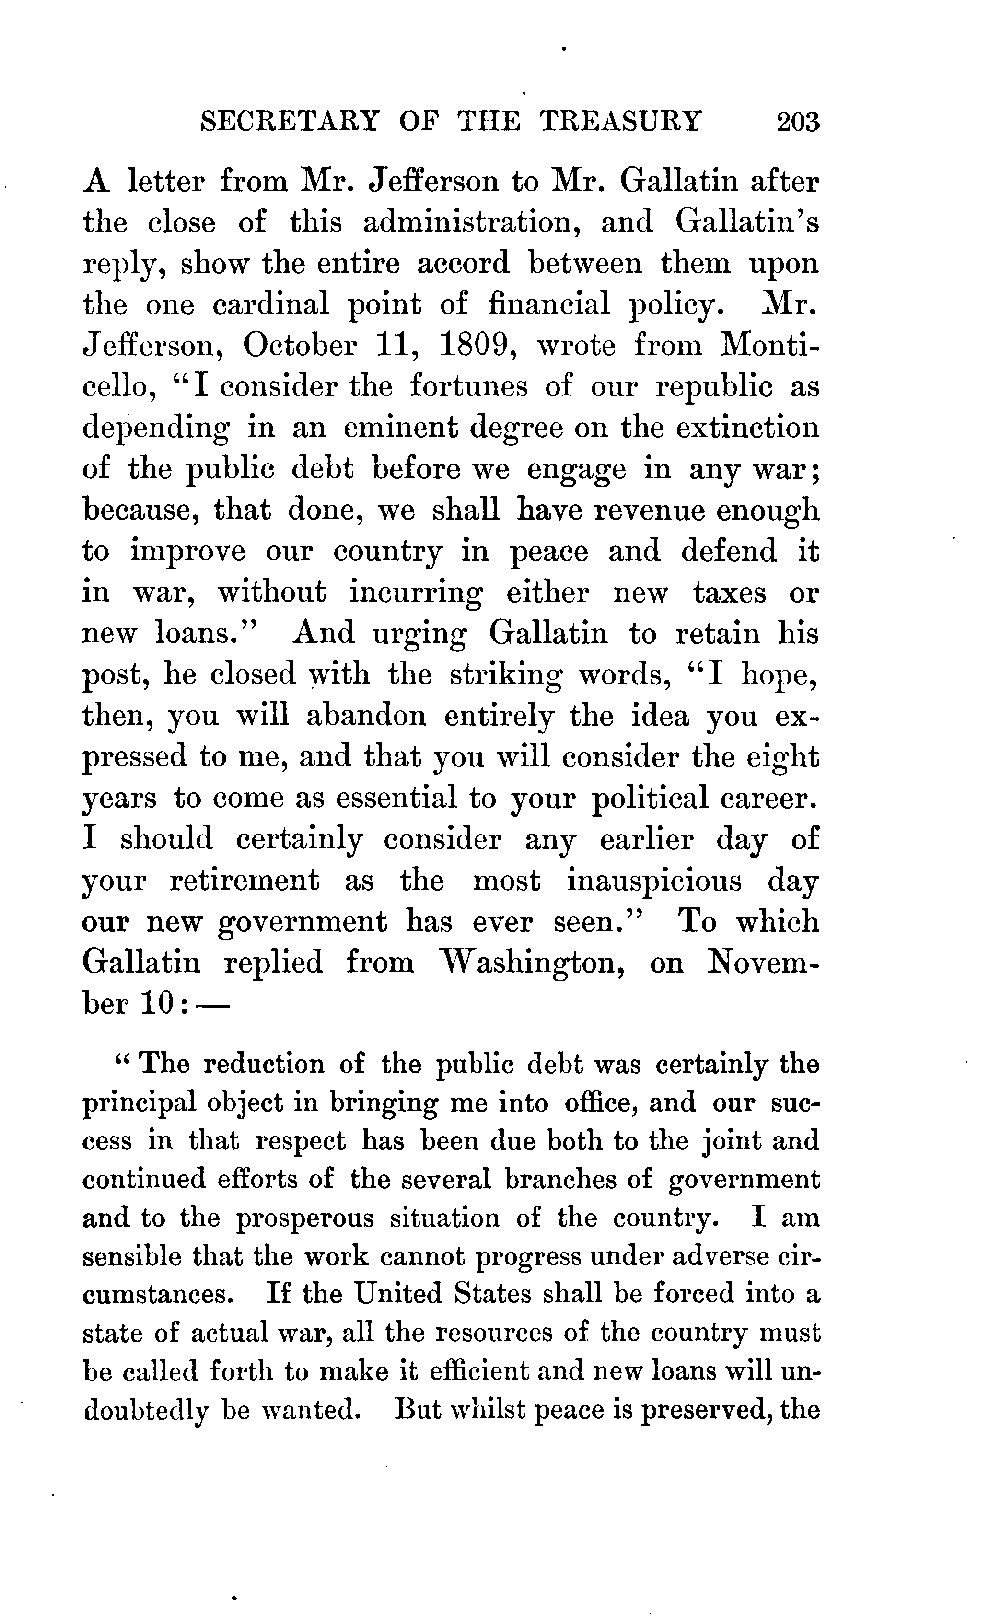 SECRETARY OF THE TREASURY 203
A letter from Mr. Jefferson to Mr. Gallatin after
the close of this administration, and Gallatin's
reply, show the entire accord between them upon
the one cardinal point of financial policy. Mr.
Jefferson, October 11, 1809, wrote from Monti-
cello, "I consider the fortunes of our republic as
depending in an eminent degree on the extinction
of the public debt before we engage in any war;
because, that done, we shall have revenue enough
to improve our country in peace and defend it
in war, without incurring either new taxes or
new loans." And urging Gallatin to retain his
post, he closed with the striking words, "I hope,
then, you will abandon entirely the idea you ex-
pressed to me, and that you will consider the eight
years to come as essential to your political career.
I should certainly consider any earlier day of
your retirement as the most inauspicious day
our new government has ever seen." To which
Gallatin replied from Washington, on Novem-
ber 10: —
"The reduction of the public debt was certainly the
principal object in bringing me into office, and our suc-
cess in that respect has been due both to the joint and
continued efforts of the several branches of government
and to the prosperous situation of the country. I am
sensible that the work cannot progress under adverse cir-
cumstances. If the United States shall be forced into a
state of actual war, all the resources of the country must
be called forth to make it efficient and new loans will un-
doubtedly be wanted. But whilst peace is preserved, the